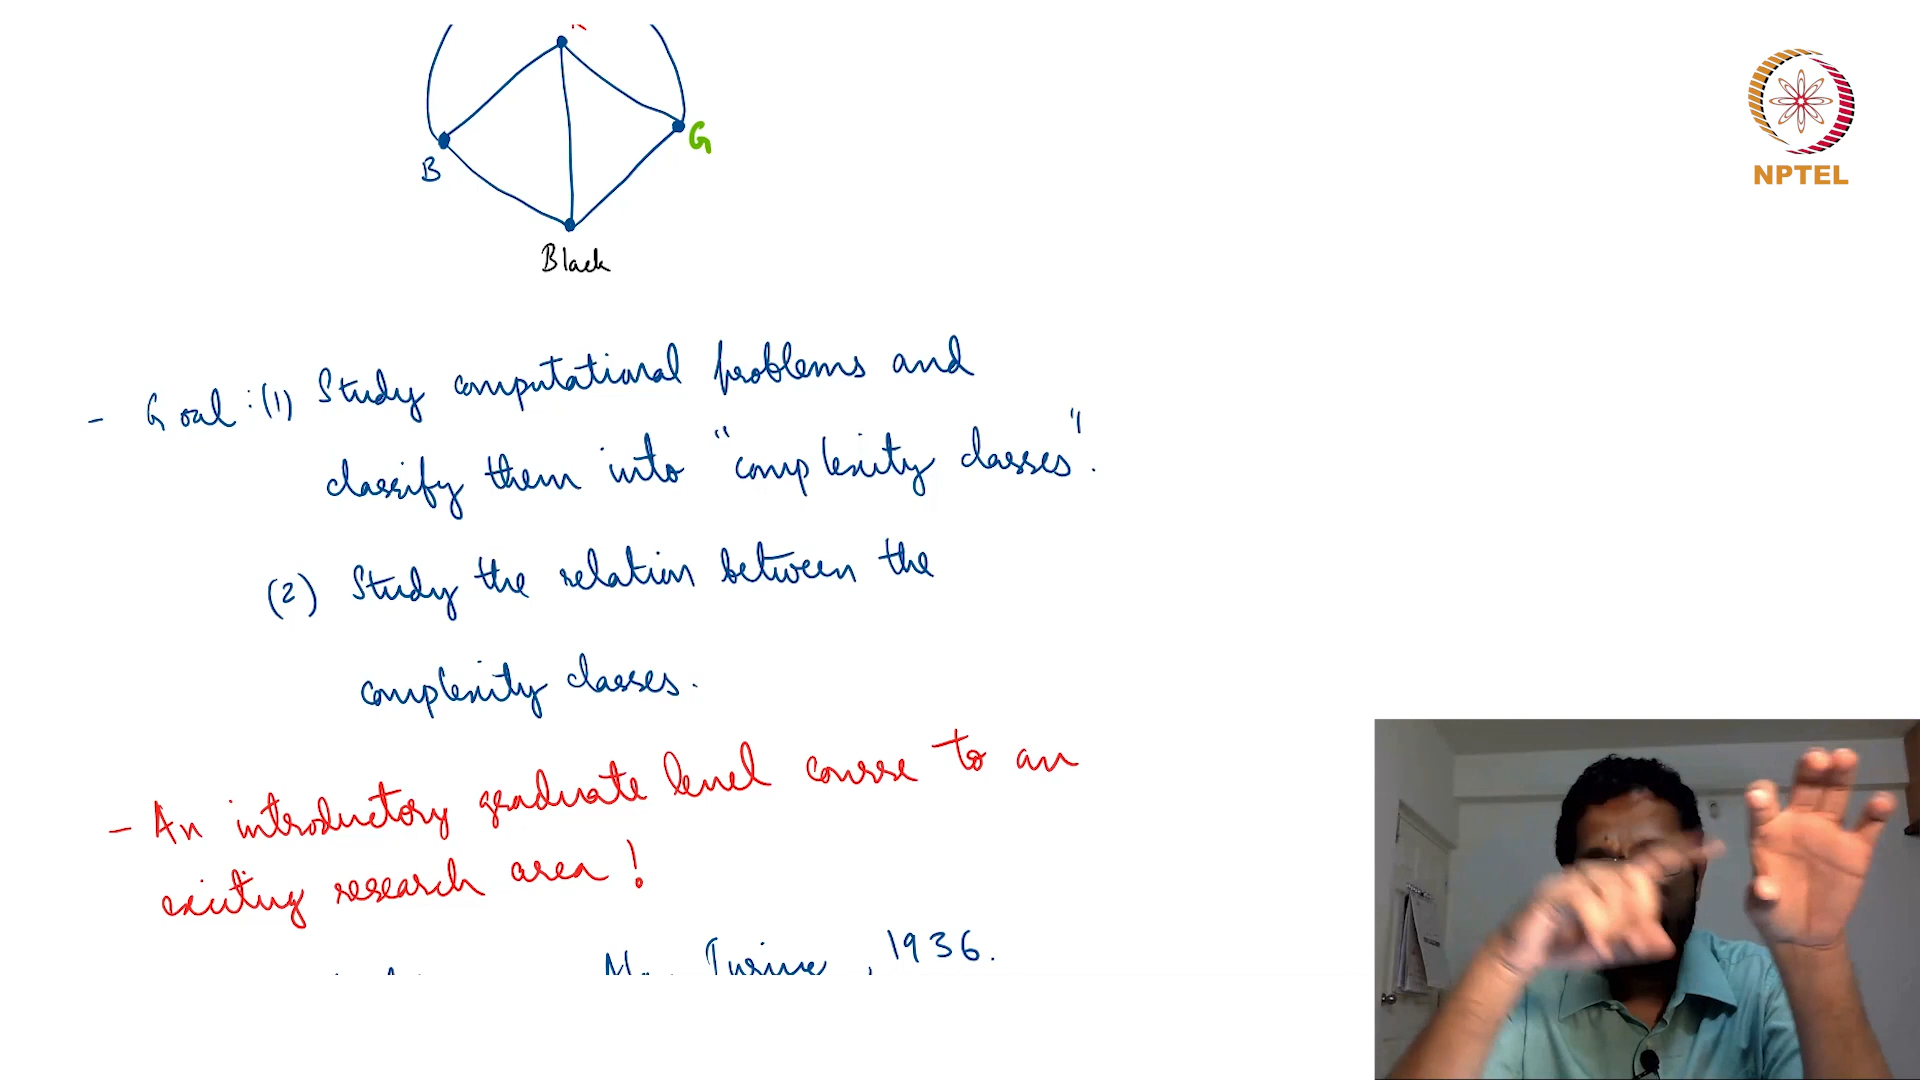 B
G
Black
NPTEL
- Goal : (1) Study computational problems and
classify them into "complexity classes".
(2) Study the relation between the
complexity classes.
- An introductory graduate level course to an
exciting research area!
Turing, 1936.